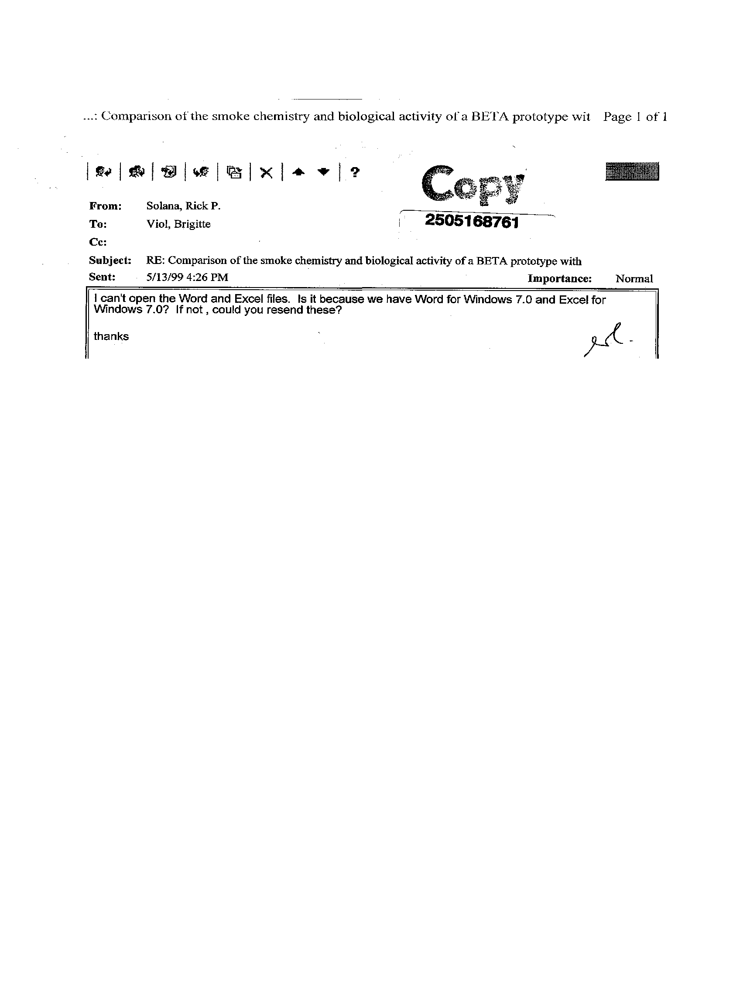 ...: Comparison of the smoke chemistry and biological activity of a BETA prototype wit Page 1 of 1
?
Copy
From: Solana, Rick P.
2505168761
To: Viol, Brigitte
Cc:
Subject: RE: Comparison of the smoke chemistry and biological activity of a BETA prototype with
Sent: 5/13/99 4:26 PM Importance: Normal
I can't open the Word and Excel files. Is it because we have Word for Windows 7.0 and Excel for
Windows 7.0? If not , could you resend these?
thanks